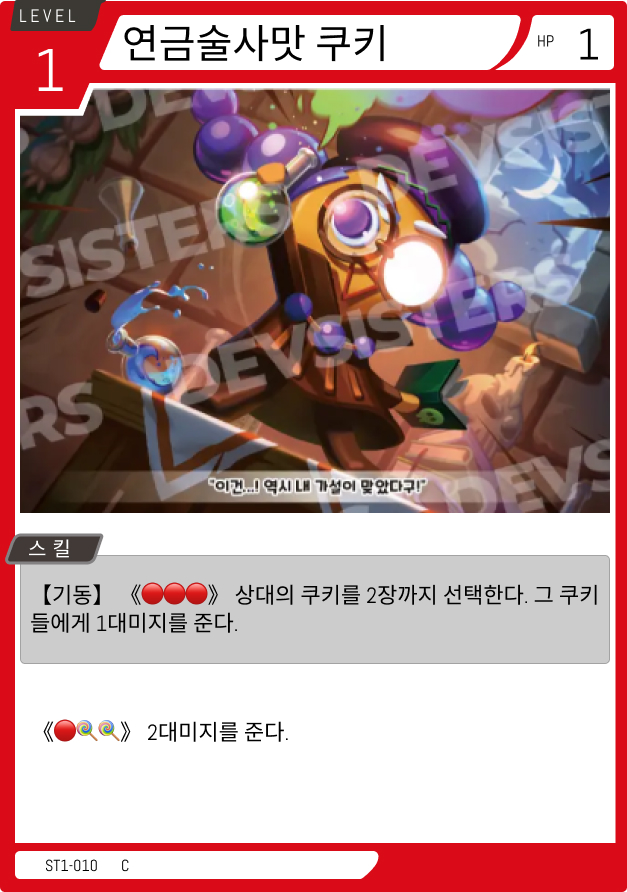 LEVEL
1
연금술사맛 쿠키
HP 1
DEVSISTERS
DEVSISTERS
DEVSISTERS
"이건...! 역시 내 가설이 맞았다구!"
스킬
【기동】 《🔴🔴🔴》 상대의 쿠키를 2장까지 선택한다. 그 쿠키
들에게 1대미지를 준다.
《🔴🍭🍭》 2대미지를 준다.
ST1-010 C